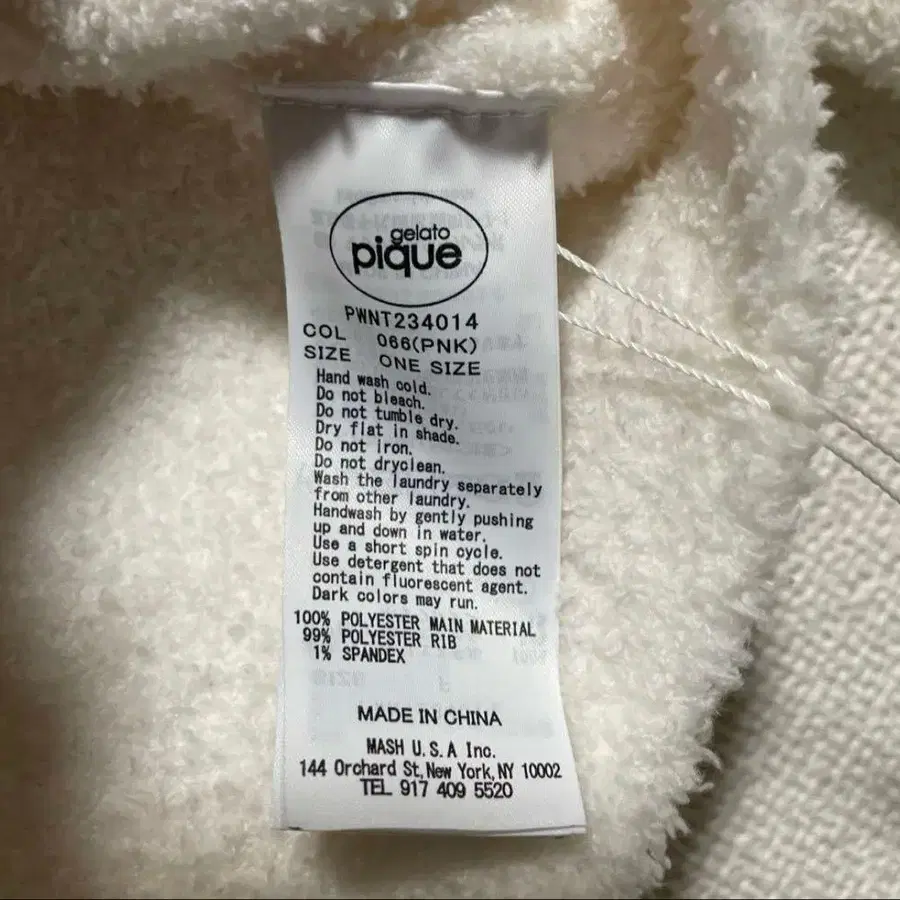 gelato
pique
PWNT234014
COL 066(PNK)
SIZE ONE SIZE
Hand wash cold.
Do not bleach.
Do not tumble dry.
Dry flat in shade.
Do not iron.
Do not dryclean.
Wash the laundry separately
from other laundry.
Handwash by gently pushing
up and down in water.
Use a short spin cycle.
Use detergent that does not
contain fluorescent agent.
Dark colors may run.
100% POLYESTER MAIN MATERIAL
99% POLYESTER RIB
1% SPANDEX
MADE IN CHINA
MASH U.S.A Inc.
144 Orchard St, New York, NY 10002
TEL 917 409 5520